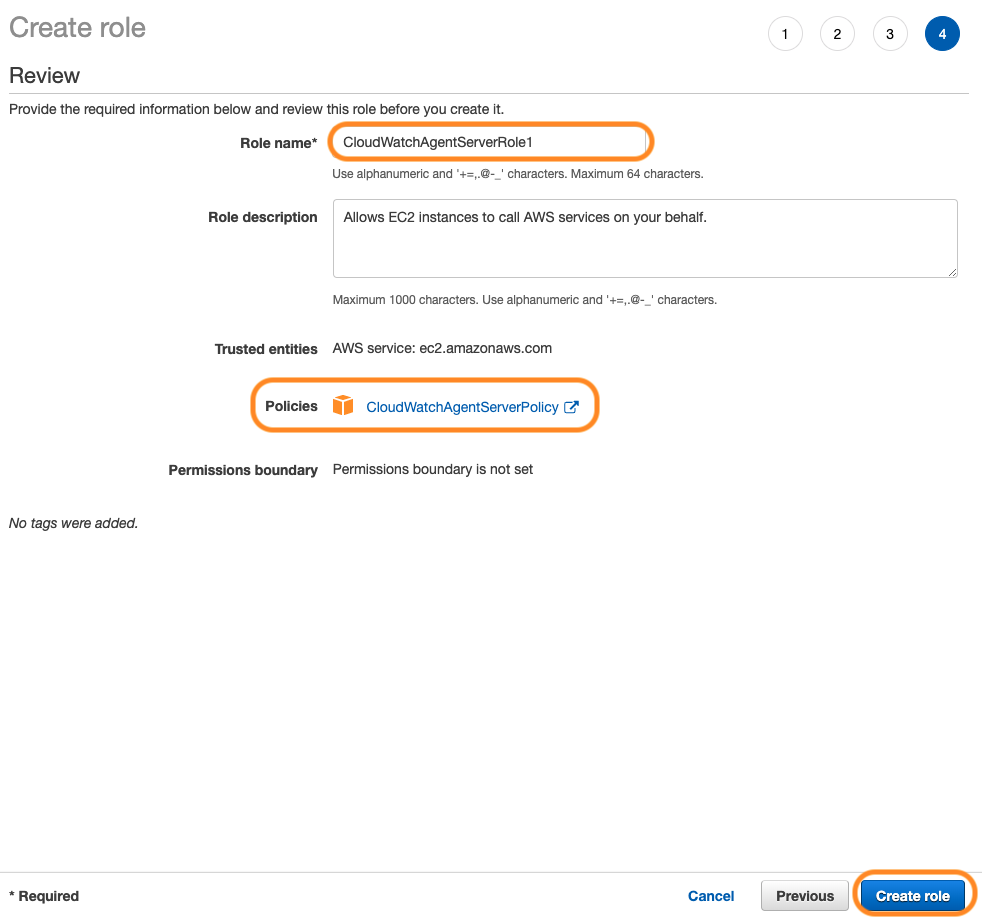 Create role
1 2 3 4
Review
Provide the required information below and review this role before you create it.
Role name* CloudWatchAgentServerRole1
Use alphanumeric and '+=,.@-_' characters. Maximum 64 characters.
Role description Allows EC2 instances to call AWS services on your behalf.
Maximum 1000 characters. Use alphanumeric and '+=,.@-_' characters.
Trusted entities AWS service: ec2.amazonaws.com
Policies CloudWatchAgentServerPolicy
Permissions boundary Permissions boundary is not set
No tags were added.
* Required Cancel Previous Create role